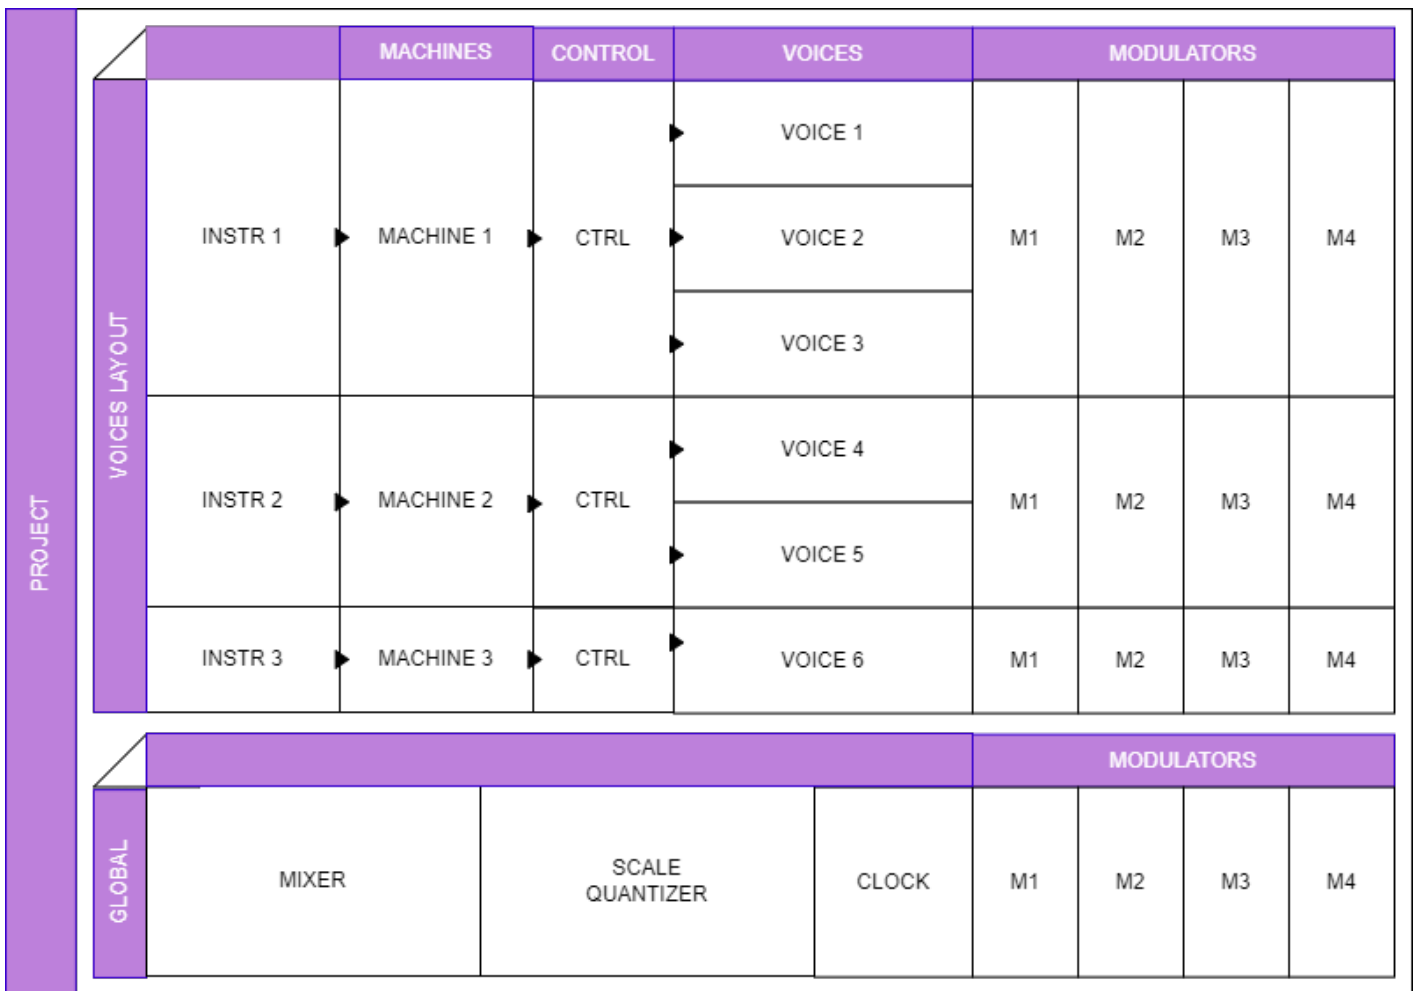 PROJECT
VOICES LAYOUT
MACHINES
CONTROL
VOICES
MODULATORS
INSTR 1
MACHINE 1
CTRL
VOICE 1
VOICE 2
VOICE 3
M1
M2
M3
M4
INSTR 2
MACHINE 2
CTRL
VOICE 4
VOICE 5
M1
M2
M3
M4
INSTR 3
MACHINE 3
CTRL
VOICE 6
M1
M2
M3
M4
GLOBAL
MODULATORS
MIXER
SCALE
QUANTIZER
CLOCK
M1
M2
M3
M4